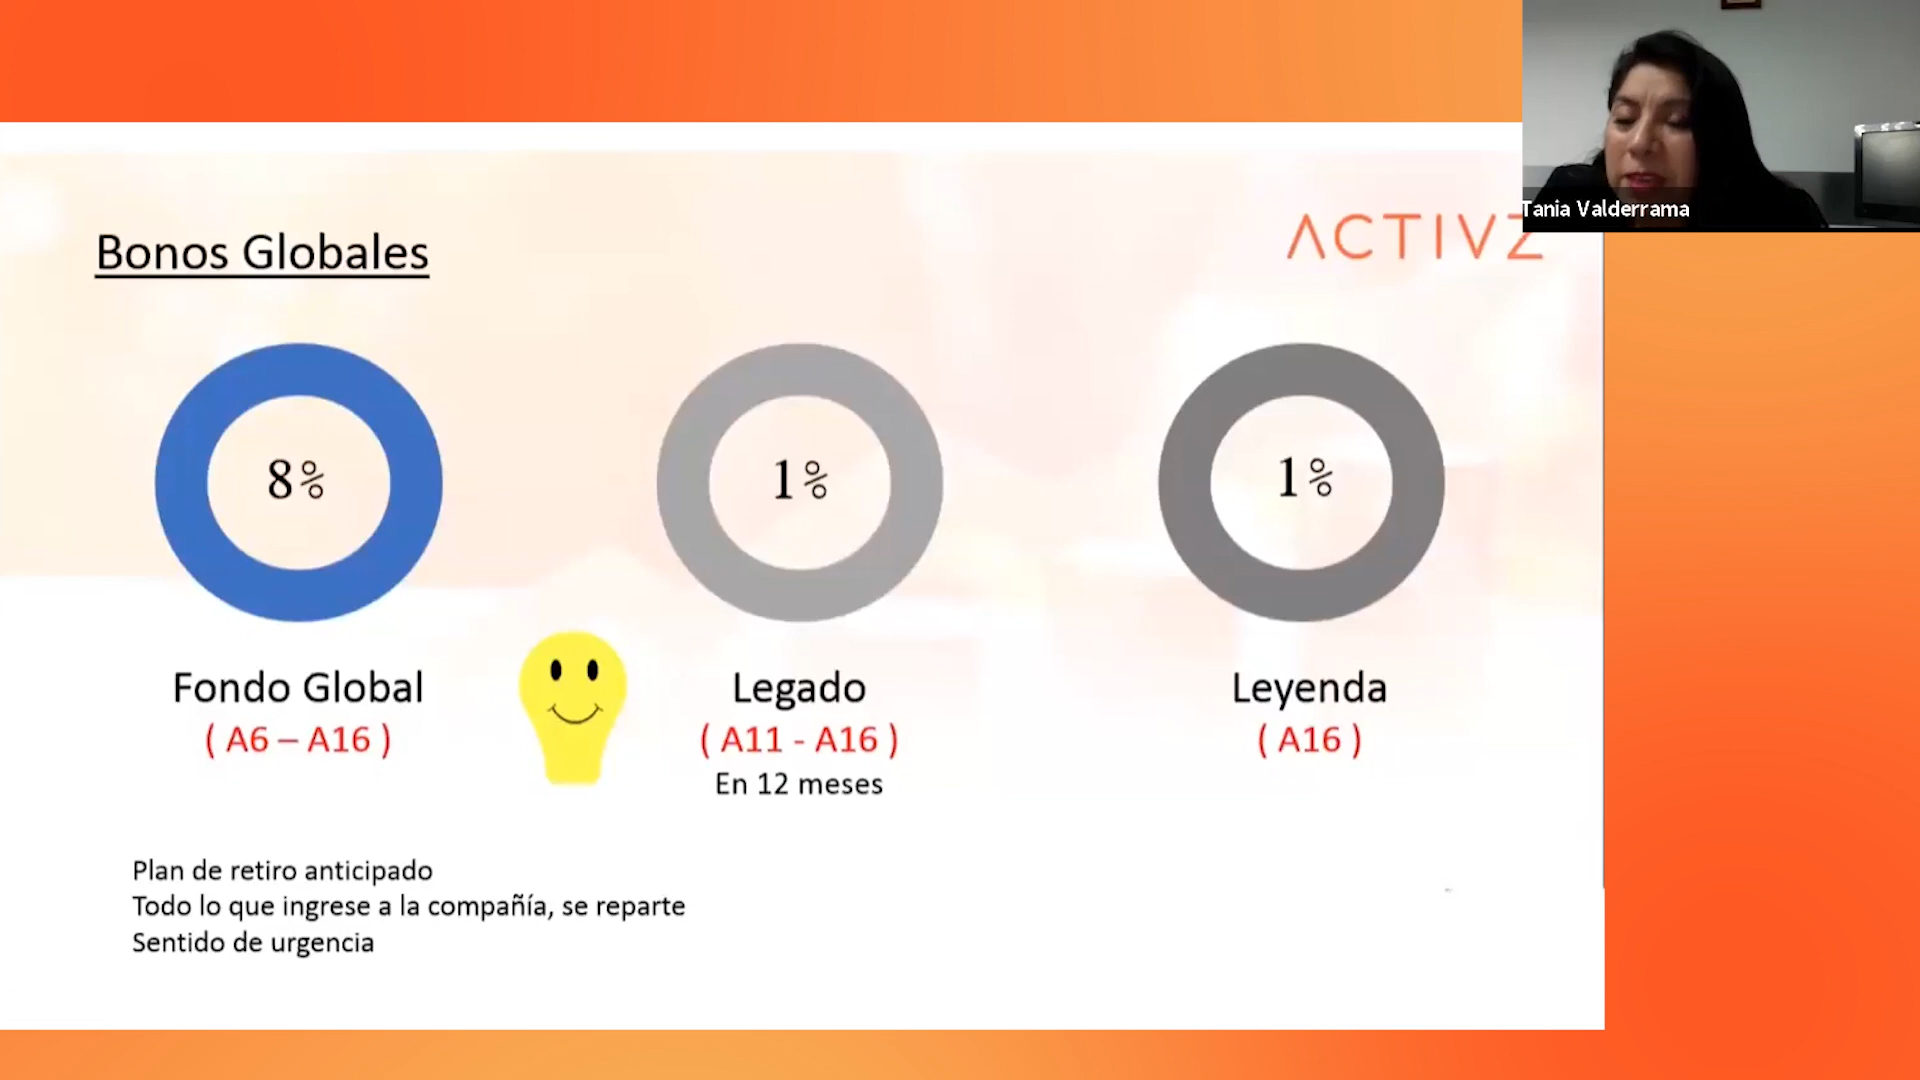 Tania Valderrama
ACTIVZ
Bonos Globales
8%
1%
1%
Fondo Global
( A6 – A16 )
Legado
( A11 - A16 )
En 12 meses
Leyenda
( A16 )
Plan de retiro anticipado
Todo lo que ingrese a la compañía, se reparte
Sentido de urgencia